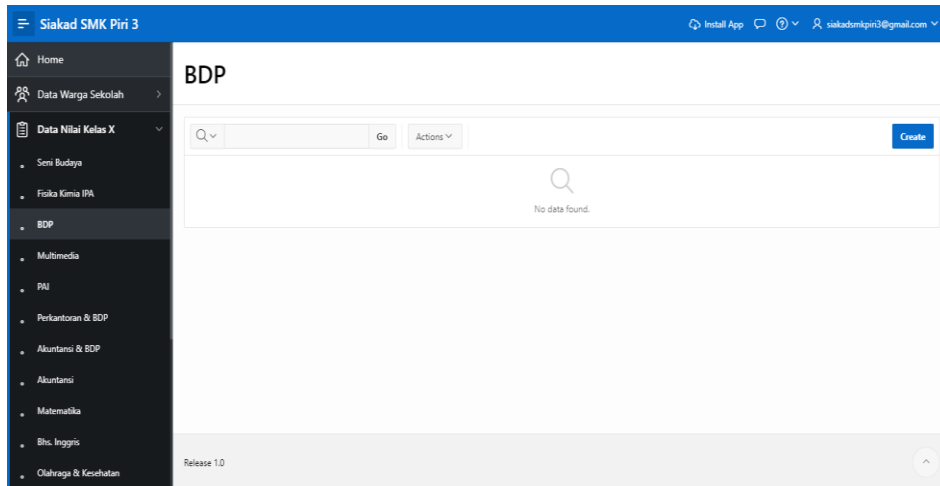 Siakad SMK Piri 3
Install App
siakadsmkpiri3@gmail.com
Home
Data Warga Sekolah
Data Nilai Kelas X
Seni Budaya
Fisika Kimia IPA
BDP
Multimedia
PAI
Perkantoran & BDP
Akuntansi & BDP
Akuntansi
Matematika
Bhs. Inggris
Olahraga & Kesehatan
BDP
Go
Actions
Create
No data found.
Release 1.0